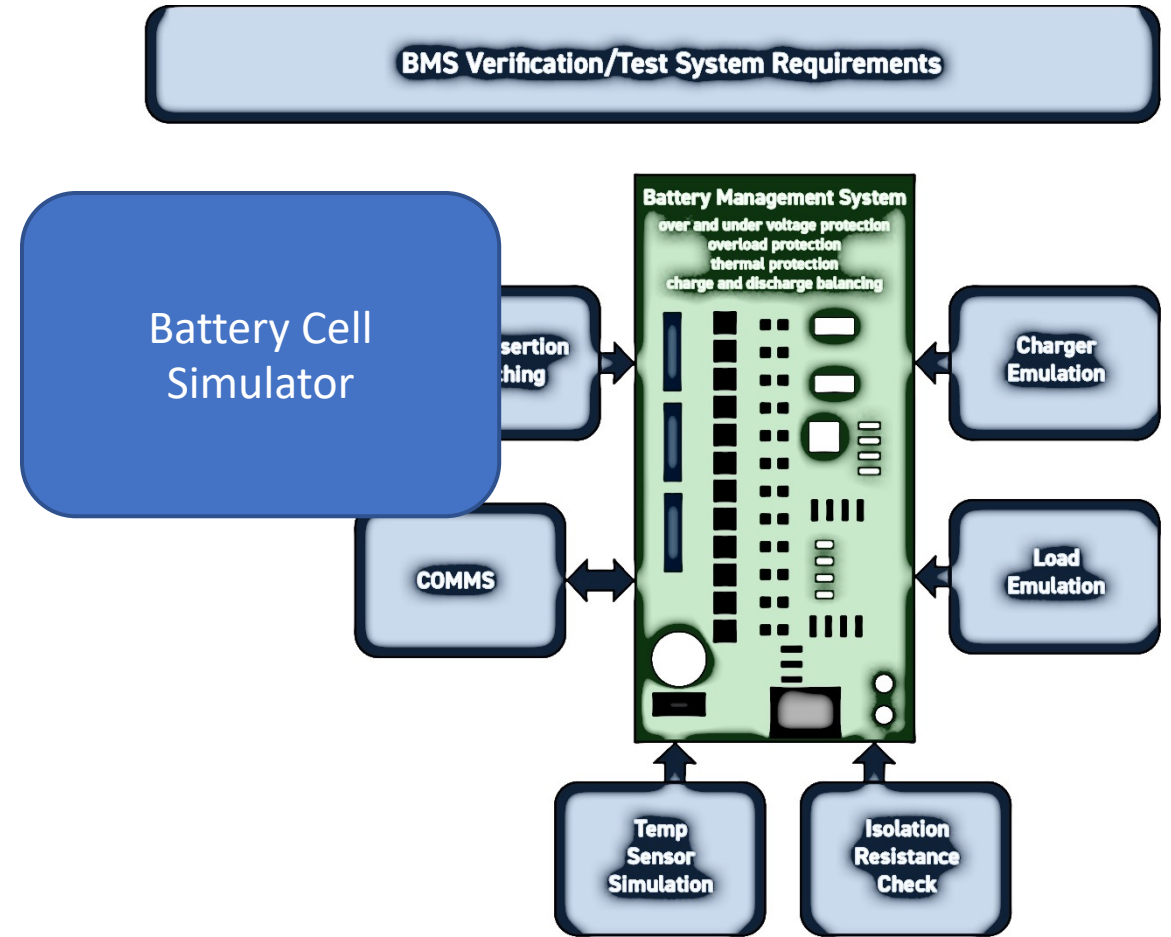 BMS Verification/Test System Requirements
Battery Management System
over and under voltage protection
overload protection
thermal protection
charge and discharge balancing
Battery Cell
Simulator
Charger
Emulation
COMMS
Load
Emulation
Temp
Sensor
Simulation
Isolation
Resistance
Check